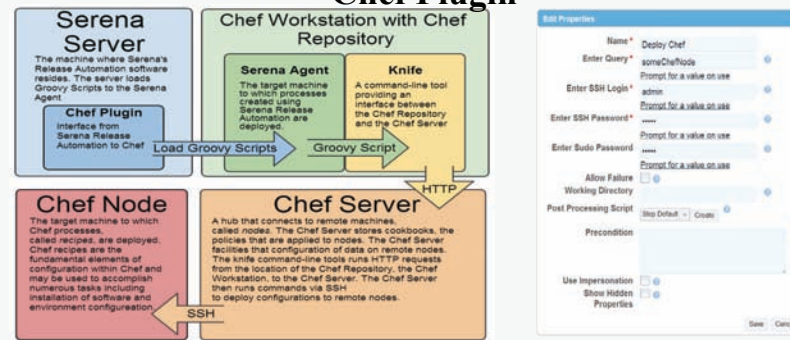 Chef Plugin
Serena
Server
The machine where Serena's
Release Automation software
resides. The server loads
Groovy Scripts to the Serena
Agent
Chef Plugin
Interface from
Serena Release
Automation to Chef
Load Groovy Scripts
Chef Workstation with Chef
Repository
Serena Agent
The target machine
to which processes
created using
Serena Release
Automation are
deployed.
Groovy Script
Knife
A command-line tool
providing an
interface between
the Chef Repository
and the Chef Server
HTTP
Chef Node
The target machine to which
Chef processes,
called recipes, are deployed.
Chef recipes are the
fundamental elements of
configuration within Chef and
may be used to accomplish
numerous tasks including
installation of software and
environment configureation.
SSH
Chef Server
A hub that connects to remote machines,
called nodes. The Chef Server stores cookbooks, the
policies that are applied to nodes. The Chef Server
facilities that configuration of data on remote nodes.
The knife command-line tools runs HTTP requests
from the location of the Chef Repository, the Chef
Workstation, to the Chef Server. The Chef Server
then runs commands via SSH
to deploy configurations to remote nodes.
Edit Properties
Name* Deploy Chef
Enter Query* someChefNode
Prompt for a value on use
Enter SSH Login* admin
Prompt for a value on use
Enter SSH Password* •••••
Prompt for a value on use
Enter Sudo Password •••••
Prompt for a value on use
Allow Failure
Working Directory
Post Processing Script Step Default Create
Precondition
Use Impersonation
Show Hidden
Properties
Save Canc